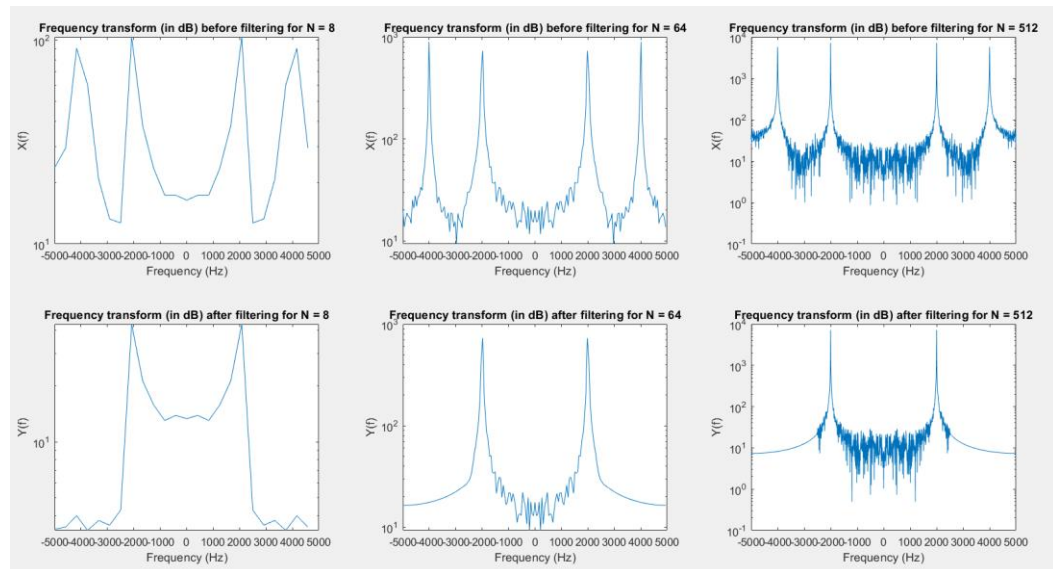 Frequency transform (in dB) before filtering for N = 8
10^2
X(f)
10^1
-5000-4000-3000-2000-1000 0 1000 2000 3000 4000 5000
Frequency (Hz)
Frequency transform (in dB) before filtering for N = 64
10^3
10^2
X(f)
10^1
-5000-4000-3000-2000-1000 0 1000 2000 3000 4000 5000
Frequency (Hz)
Frequency transform (in dB) before filtering for N = 512
10^4
10^3
10^2
X(f)
10^1
10^0
10^-1
-5000-4000-3000-2000-1000 0 1000 2000 3000 4000 5000
Frequency (Hz)
Frequency transform (in dB) after filtering for N = 8
Y(f)
10^1
-5000-4000-3000-2000-1000 0 1000 2000 3000 4000 5000
Frequency (Hz)
Frequency transform (in dB) after filtering for N = 64
10^3
10^2
Y(f)
10^1
-5000-4000-3000-2000-1000 0 1000 2000 3000 4000 5000
Frequency (Hz)
Frequency transform (in dB) after filtering for N = 512
10^4
10^3
10^2
Y(f)
10^1
10^0
10^-1
-5000-4000-3000-2000-1000 0 1000 2000 3000 4000 5000
Frequency (Hz)